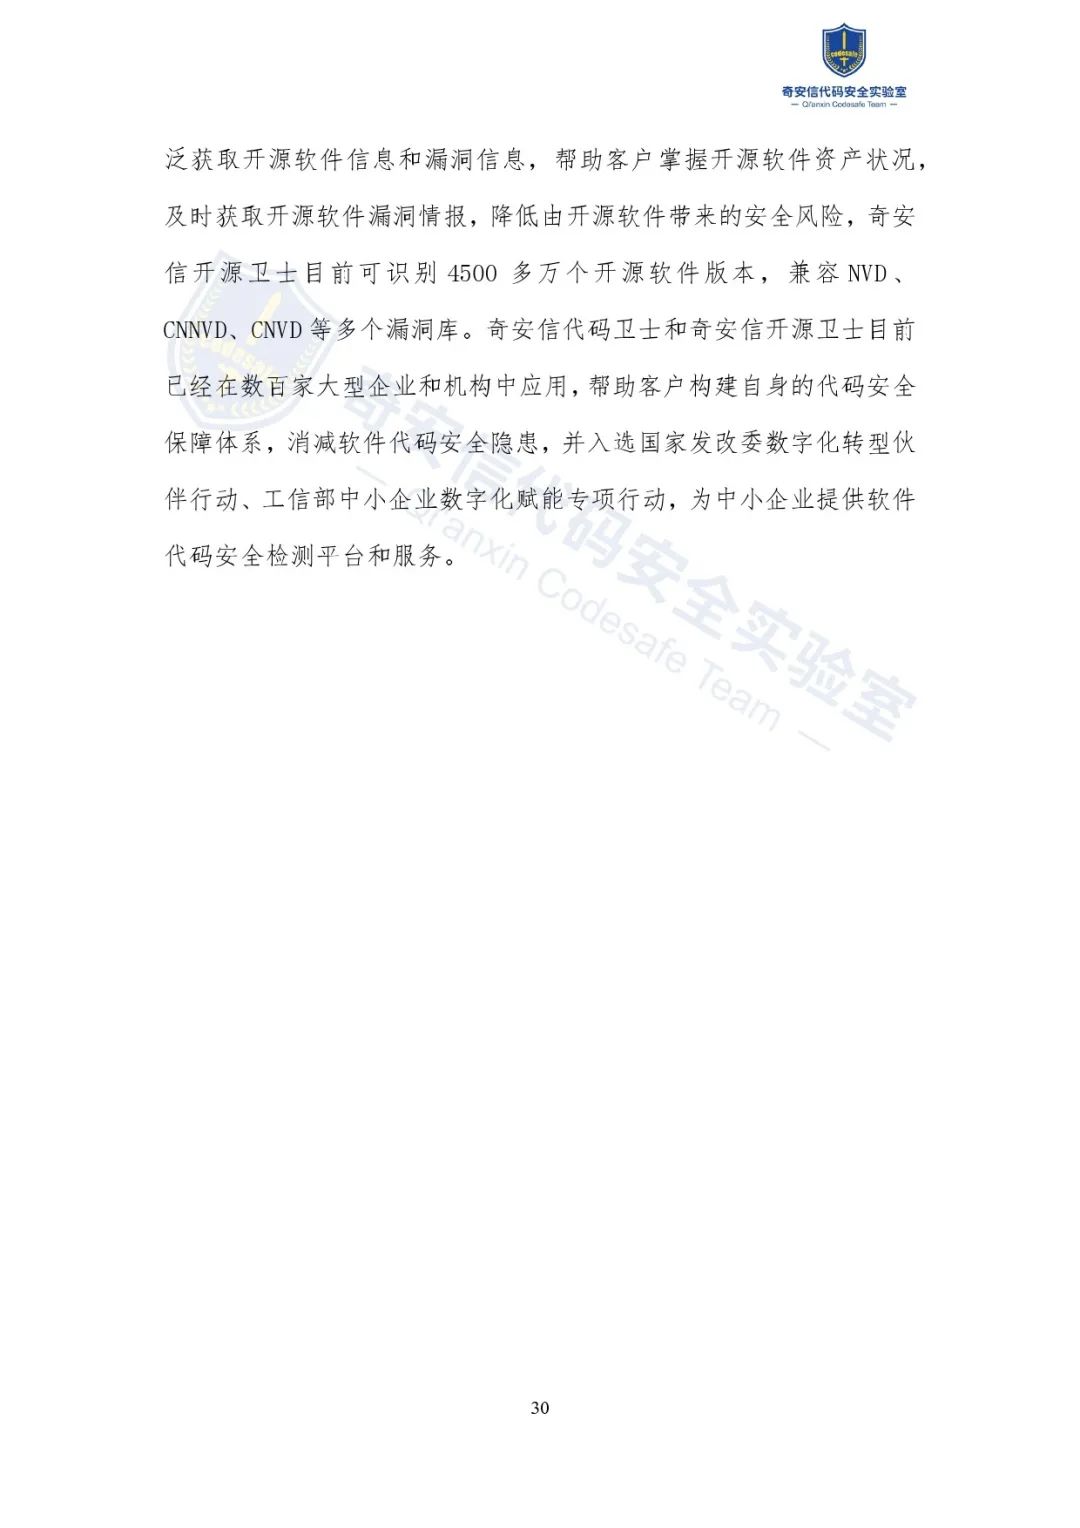 codesafe
奇安信代码安全实验室
— Qi'anxin Codesafe Team —
泛获取开源软件信息和漏洞信息，帮助客户掌握开源软件资产状况，
及时获取开源软件漏洞情报，降低由开源软件带来的安全风险，奇安
信开源卫士目前可识别 4500 多万个开源软件版本，兼容 NVD、
CNNVD、CNVD 等多个漏洞库。奇安信代码卫士和奇安信开源卫士目前
已经在数百家大型企业和机构中应用，帮助客户构建自身的代码安全
保障体系，消减软件代码安全隐患，并入选国家发改委数字化转型伙
伴行动、工信部中小企业数字化赋能专项行动，为中小企业提供软件
代码安全检测平台和服务。
Codesafe
奇安信代码安全实验室
— Qi'anxin Codesafe Team —
30